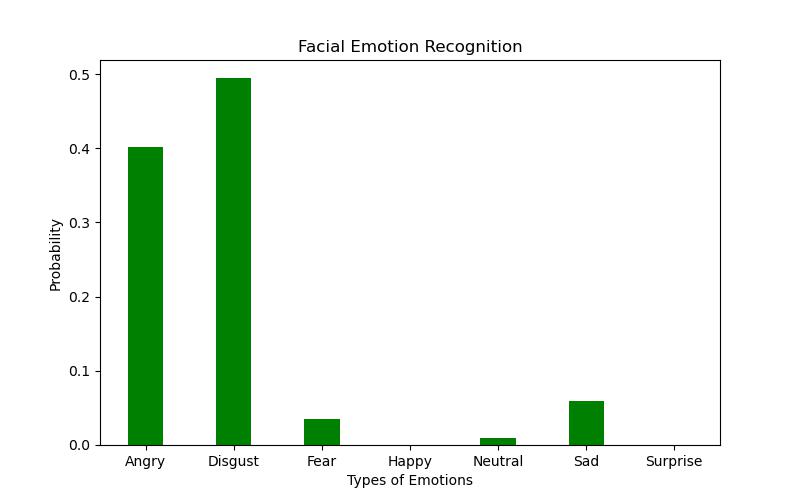 Facial Emotion Recognition
0.5
0.4
0.3
0.2
0.1
0.0
Probability
Angry Disgust Fear Happy Neutral Sad Surprise
Types of Emotions